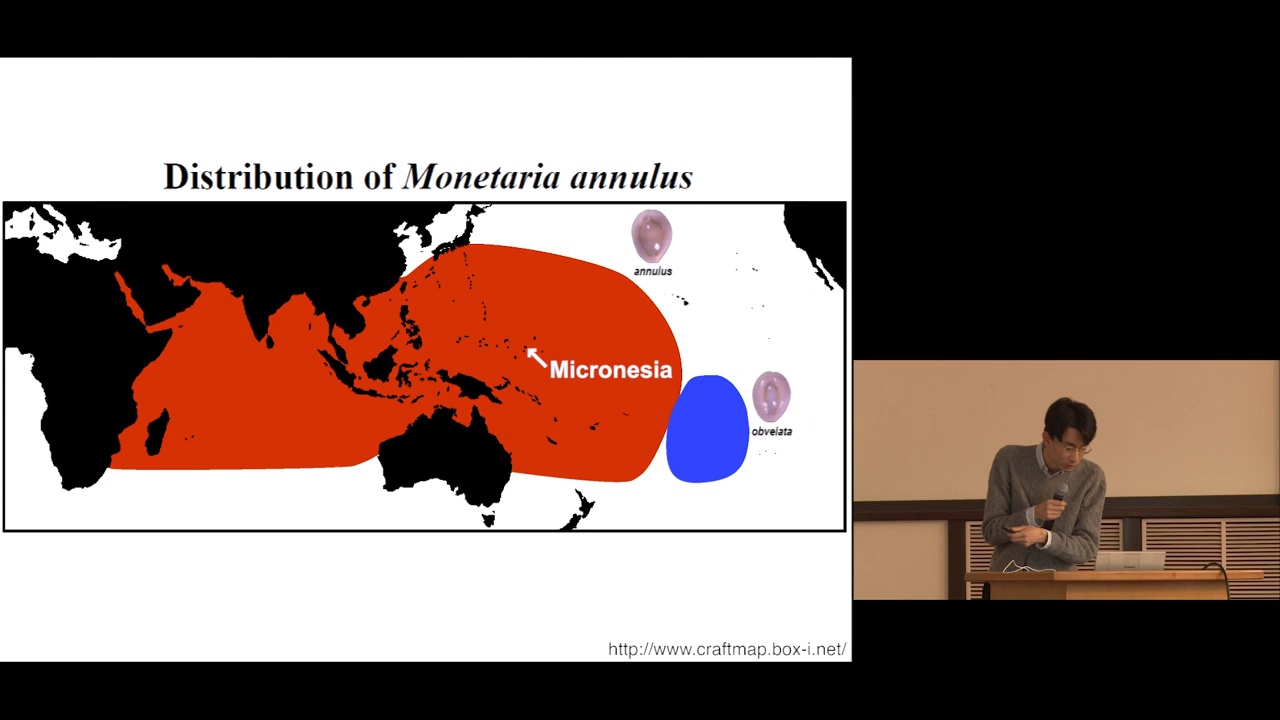 Distribution of Monetaria annulus
annulus
Micronesia
obvelata
http://www.craftmap.box-i.net/